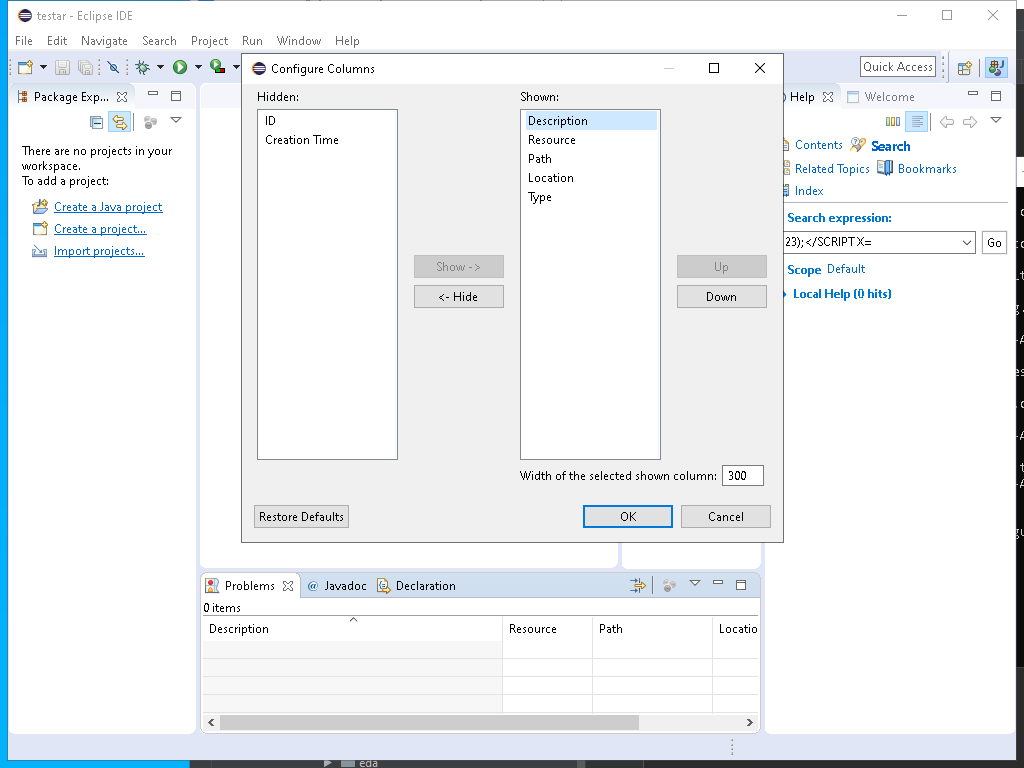 testar - Eclipse IDE
File Edit Navigate Search Project Run Window Help
Quick Access
Package Exp...
There are no projects in your
workspace.
To add a project:
Create a Java project
Create a project...
Import projects...
Configure Columns
Hidden:
ID
Creation Time
Show ->
<- Hide
Shown:
Description
Resource
Path
Location
Type
Up
Down
Width of the selected shown column: 300
Restore Defaults
OK
Cancel
Help
Welcome
Contents
Search
Related Topics
Bookmarks
Index
Search expression:
23);</SCRIPTX=
Go
Scope Default
Local Help (0 hits)
Problems
@ Javadoc
Declaration
0 items
Description Resource Path Locatio
eda